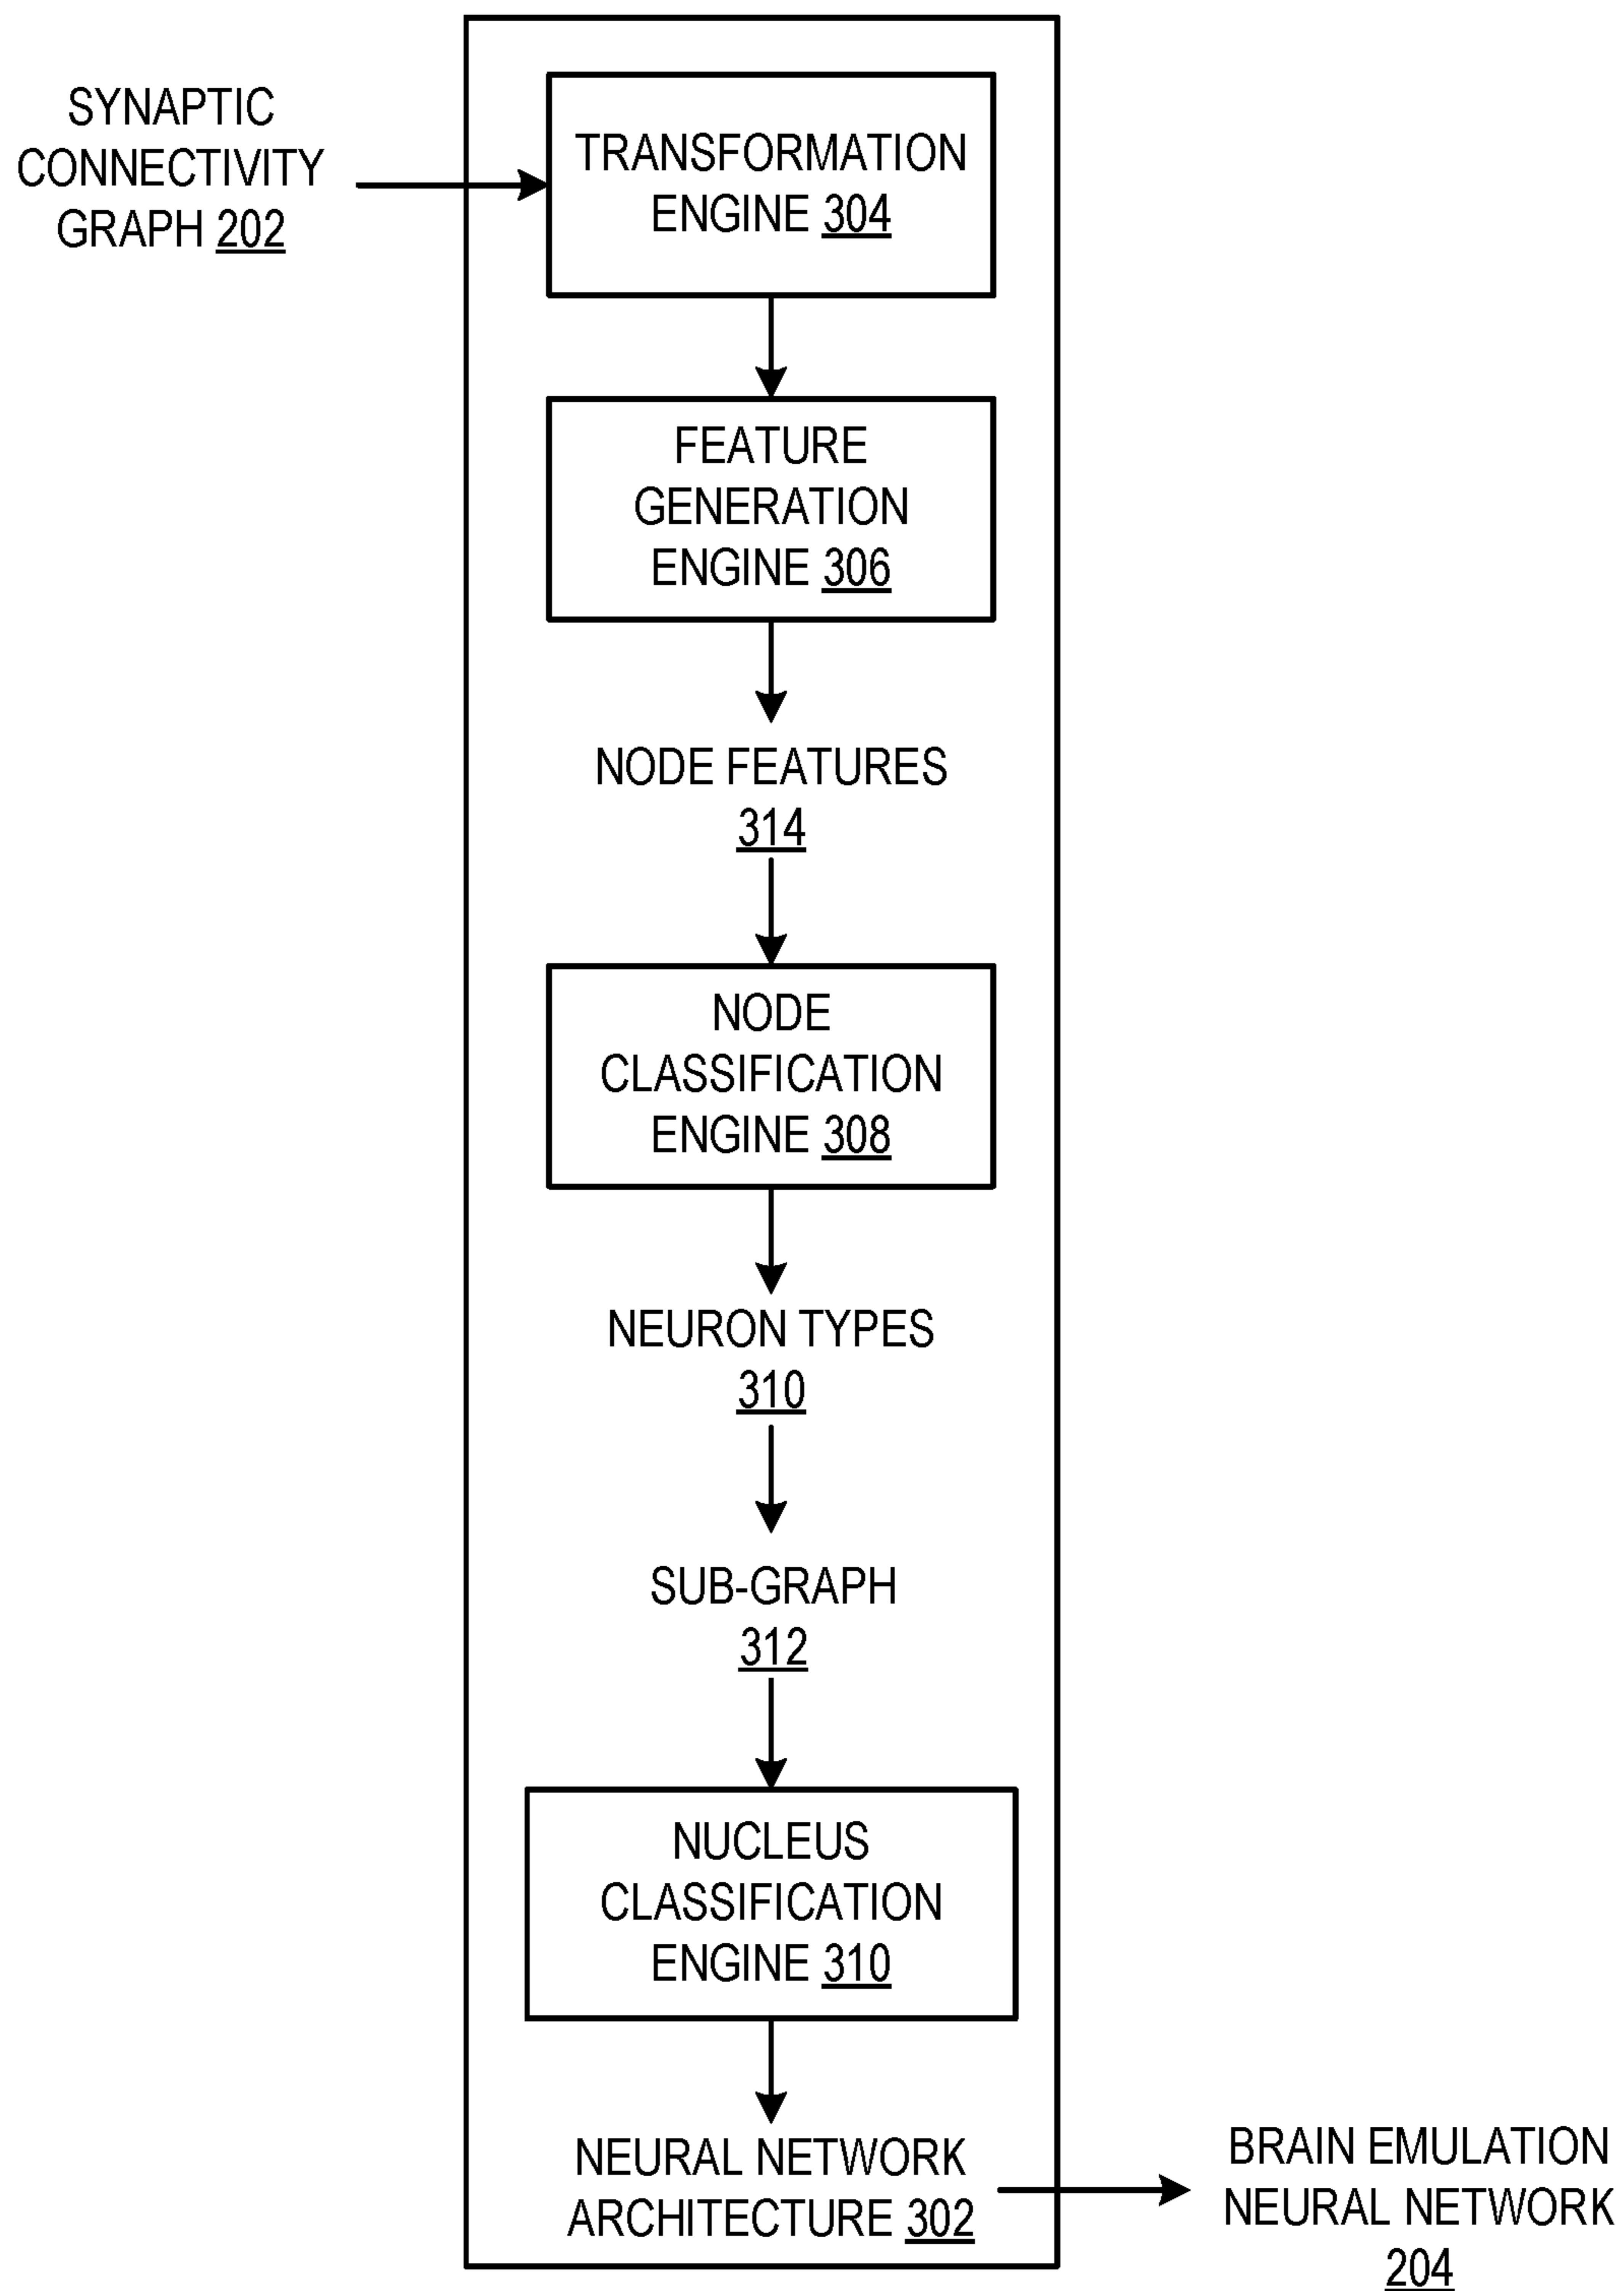 SYNAPTIC
CONNECTIVITY
GRAPH 202
TRANSFORMATION
ENGINE 304
FEATURE
GENERATION
ENGINE 306
NODE FEATURES
314
NODE
CLASSIFICATION
ENGINE 308
NEURON TYPES
310
SUB-GRAPH
312
NUCLEUS
CLASSIFICATION
ENGINE 310
NEURAL NETWORK
ARCHITECTURE 302
BRAIN EMULATION
NEURAL NETWORK
204